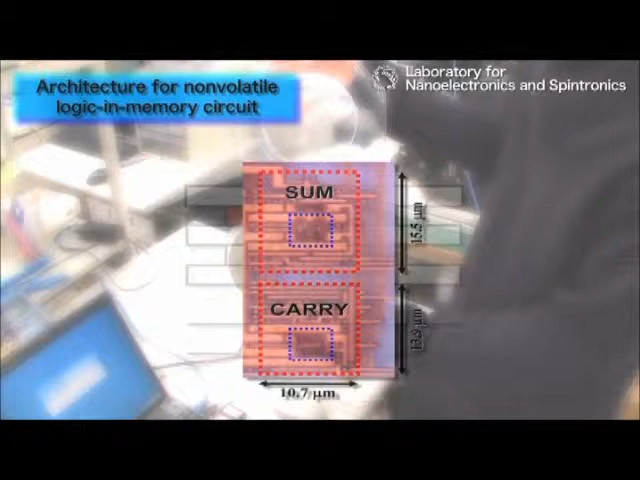 Architecture for nonvolatile
logic-in-memory circuit
Laboratory for
Nanoelectronics and Spintronics
SUM
15.5 μm
CARRY
13.9 μm
10.7 μm